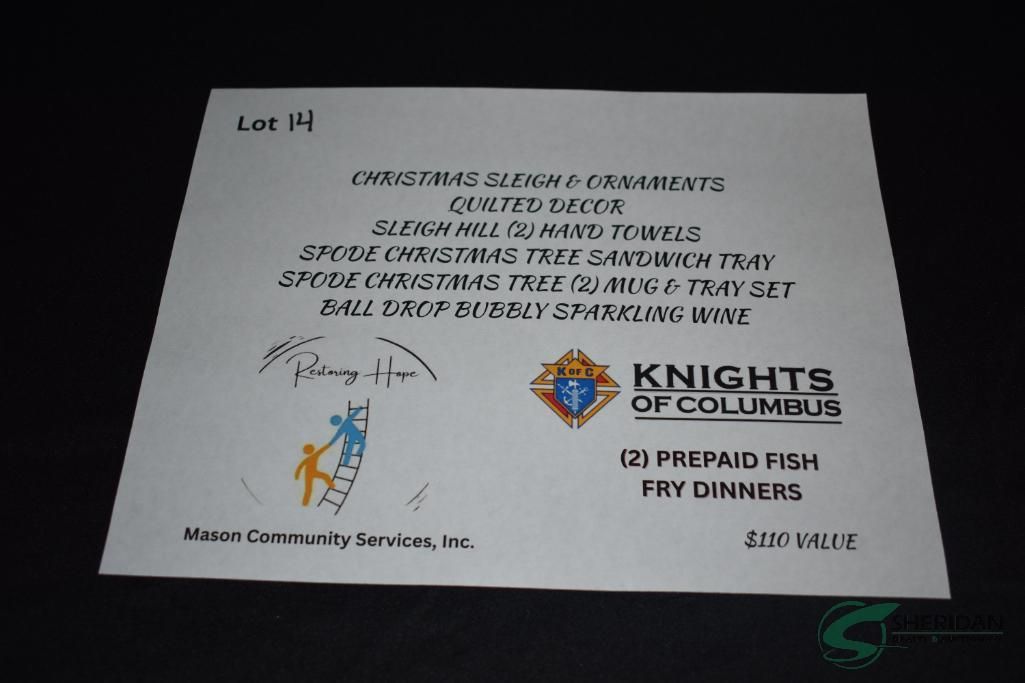 Lot 14
CHRISTMAS SLEIGH & ORNAMENTS
QUILTED DECOR
SLEIGH HILL (2) HAND TOWELS
SPODE CHRISTMAS TREE SANDWICH TRAY
SPODE CHRISTMAS TREE (2) MUG & TRAY SET
BALL DROP BUBBLY SPARKLING WINE
Restoring Hope
Mason Community Services, Inc.
K OF C
KNIGHTS
OF COLUMBUS
(2) PREPAID FISH
FRY DINNERS
$110 VALUE
SHERIDAN